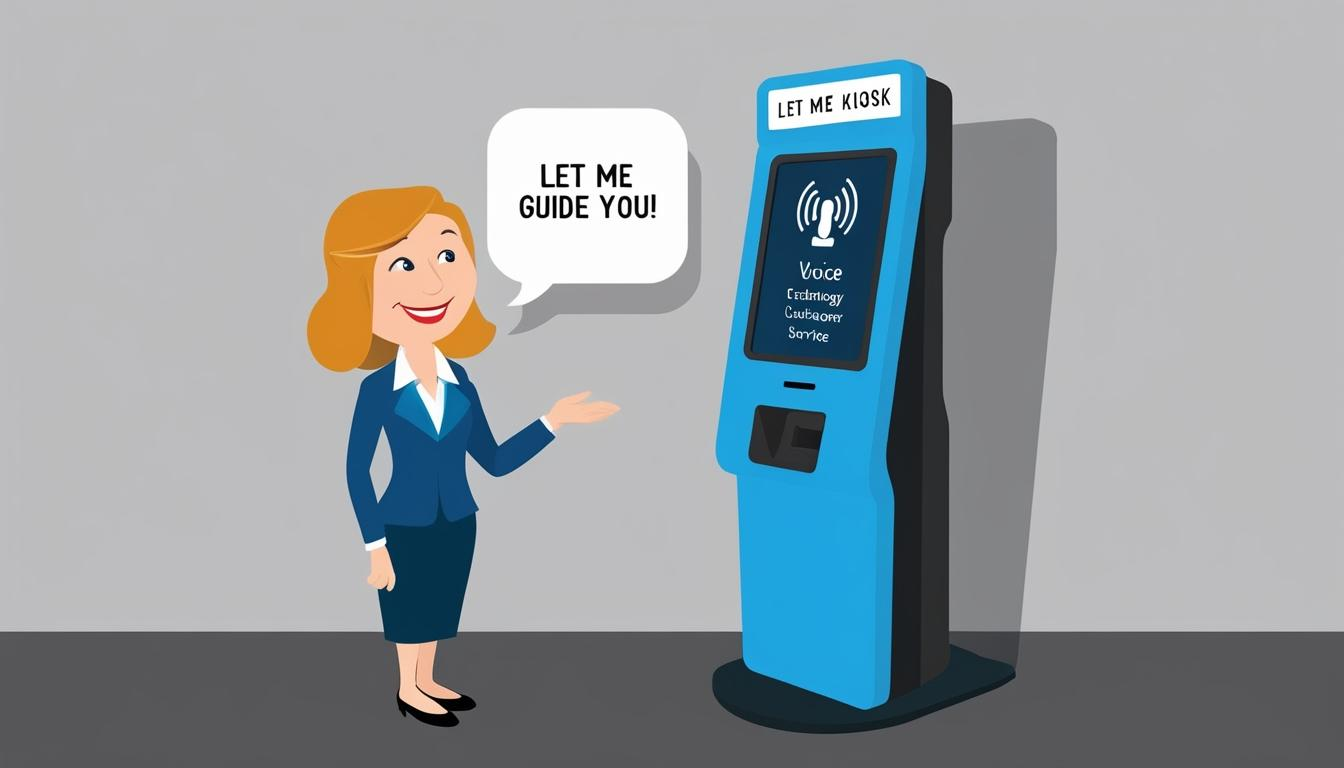 LET ME
GUIDE YOU!
LET ME KIOSK
Voice
Service